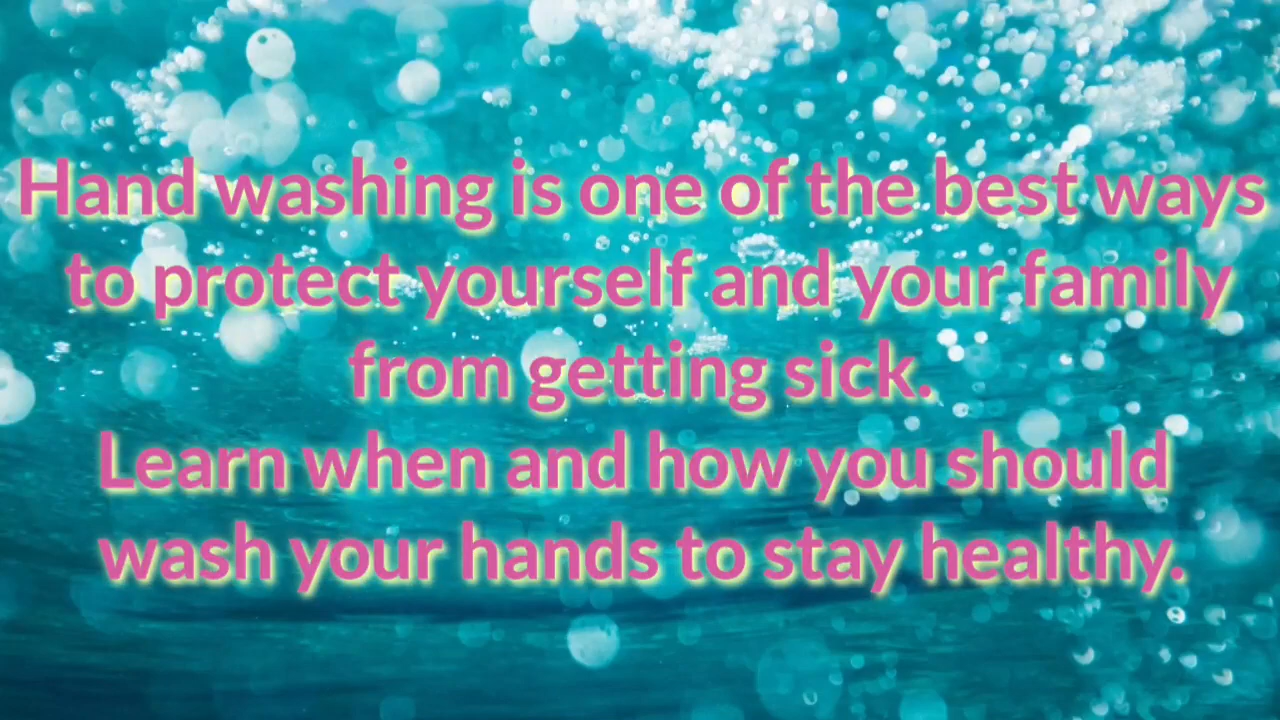 Hand washing is one of the best ways
to protect yourself and your family
from getting sick.
Learn when and how you should
wash your hands to stay healthy.